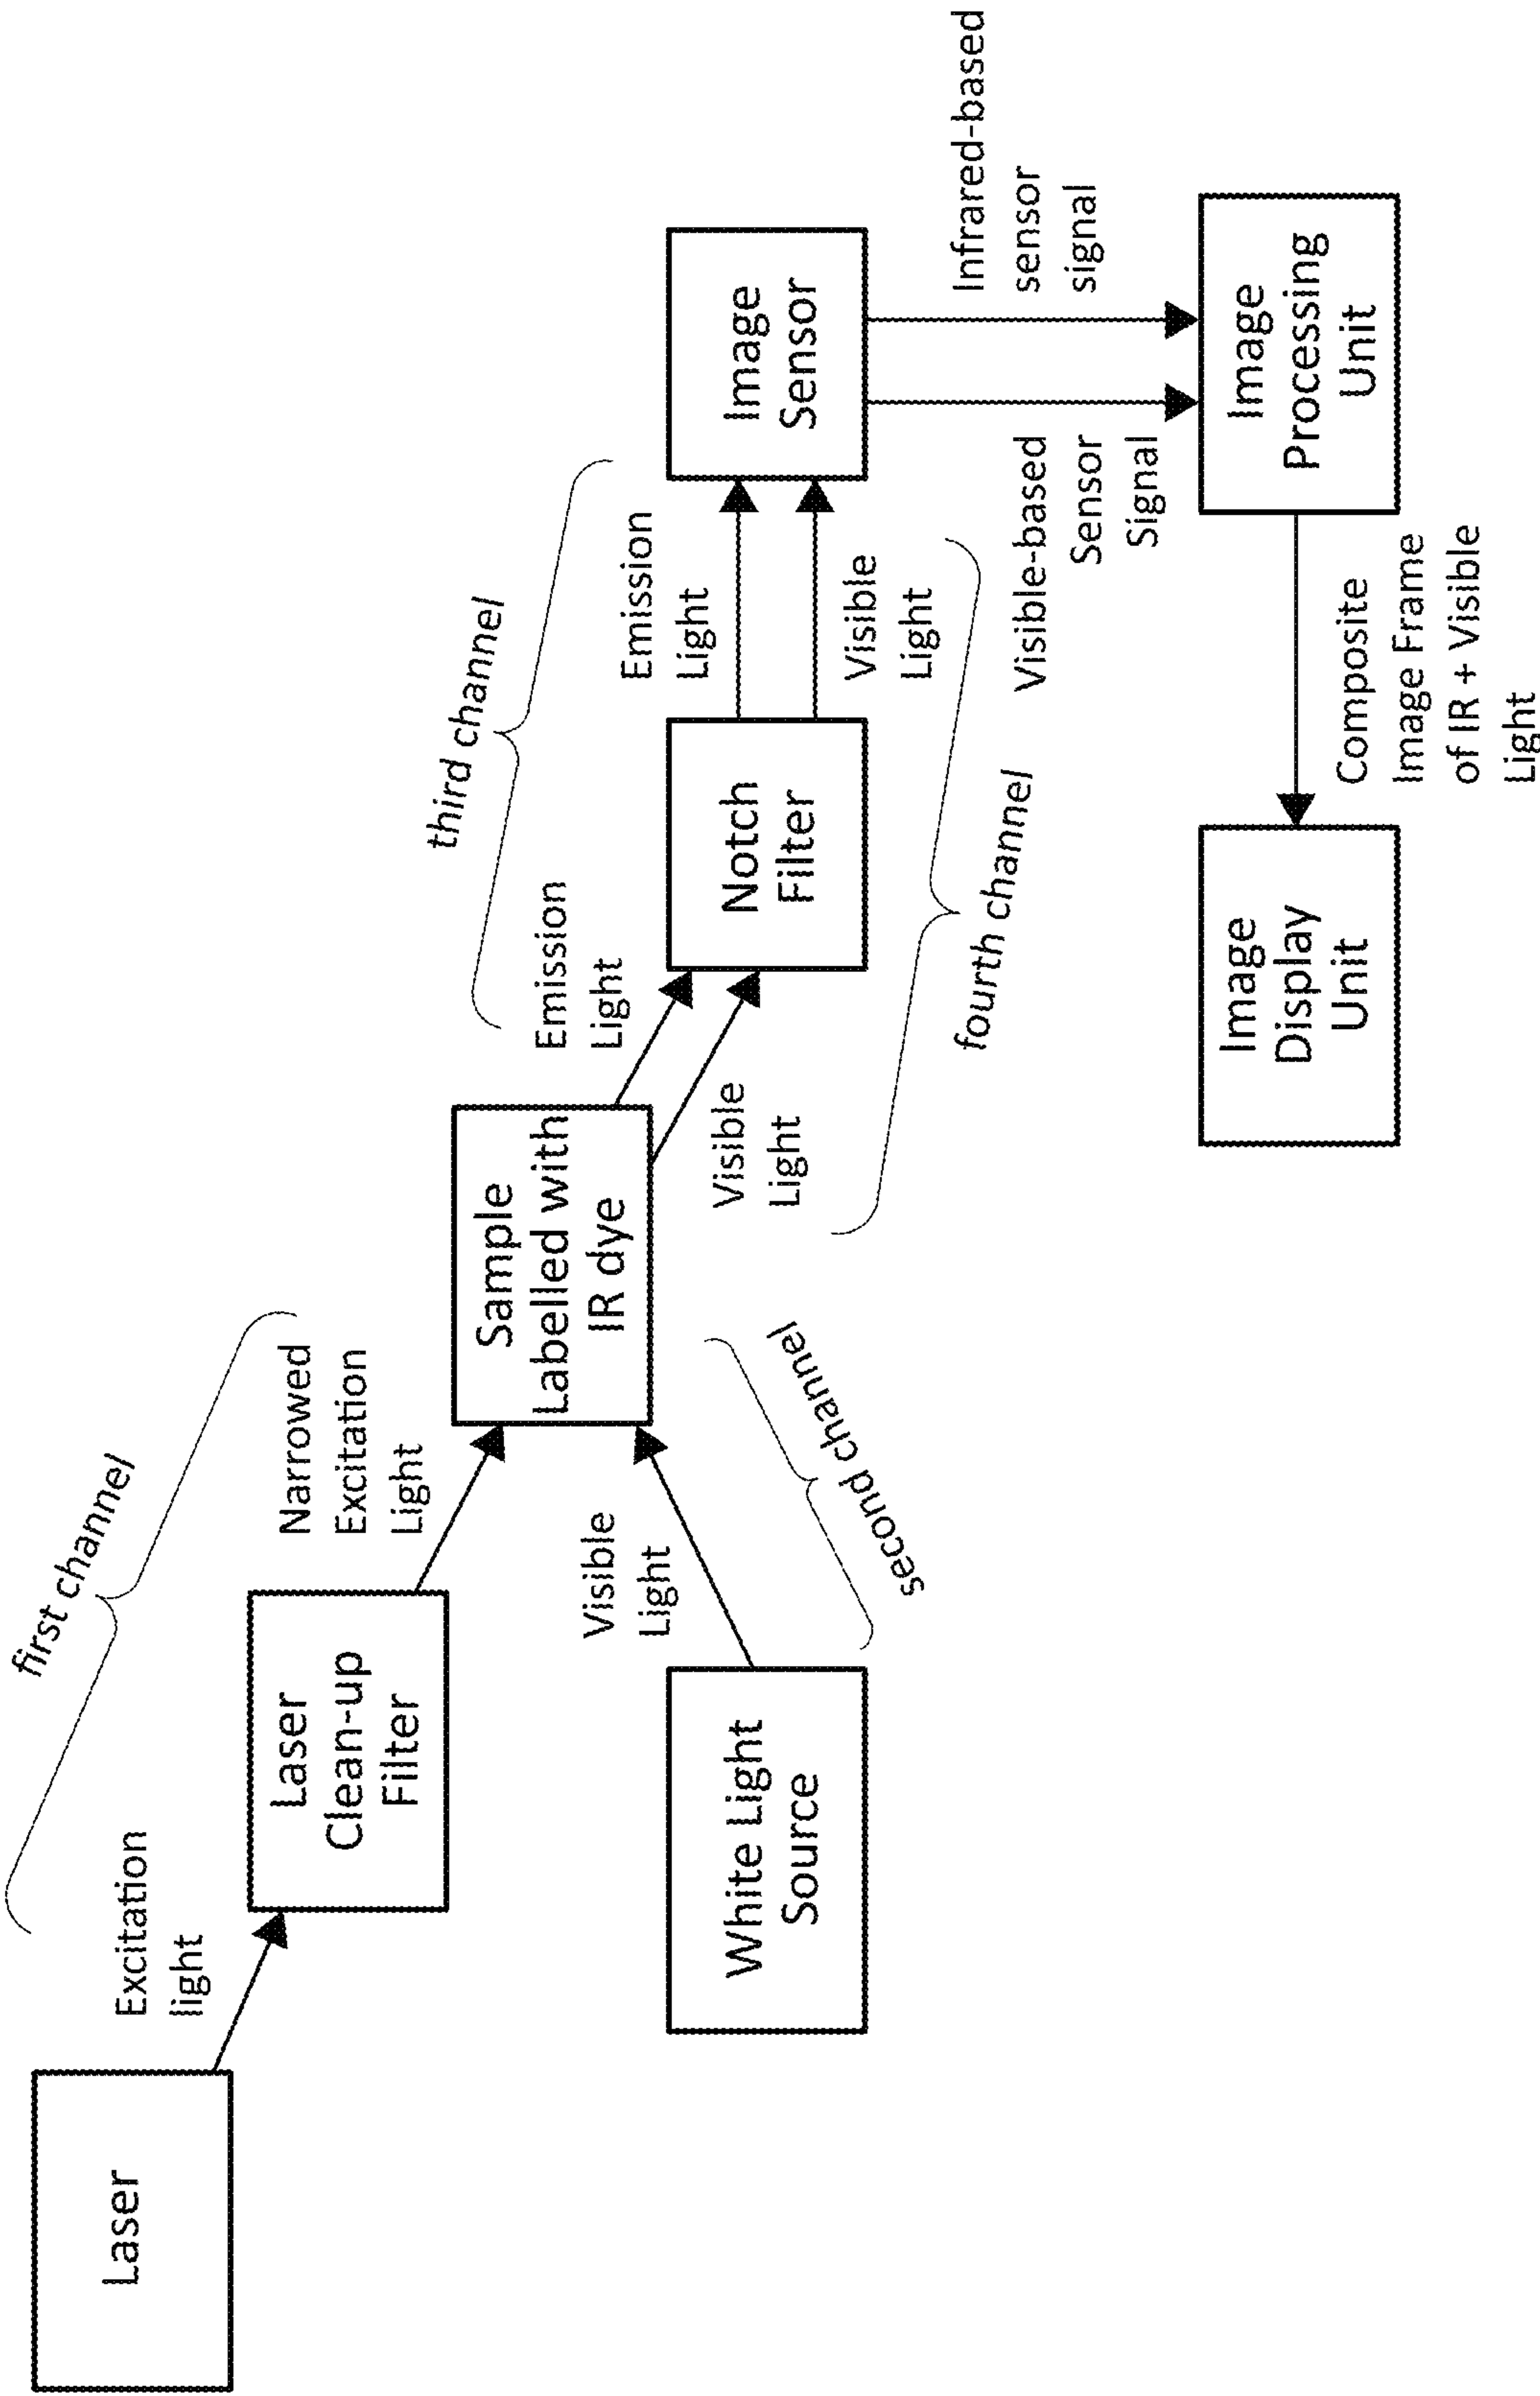 first channel
Laser
Excitation
light
Laser
Clean-up
Filter
Narrowed
Excitation
Light
White Light
Source
Visible
Light
second channel
Sample
Labelled with
IR dye
third channel
Emission
Light
Visible
Light
Notch
Filter
Emission
Light
Visible
Light
fourth channel
Image
Sensor
Visible-based
Sensor
Signal
Infrared-based
sensor
signal
Image
Processing
Unit
Composite
Image Frame
of IR + Visible
Light
Image
Display
Unit